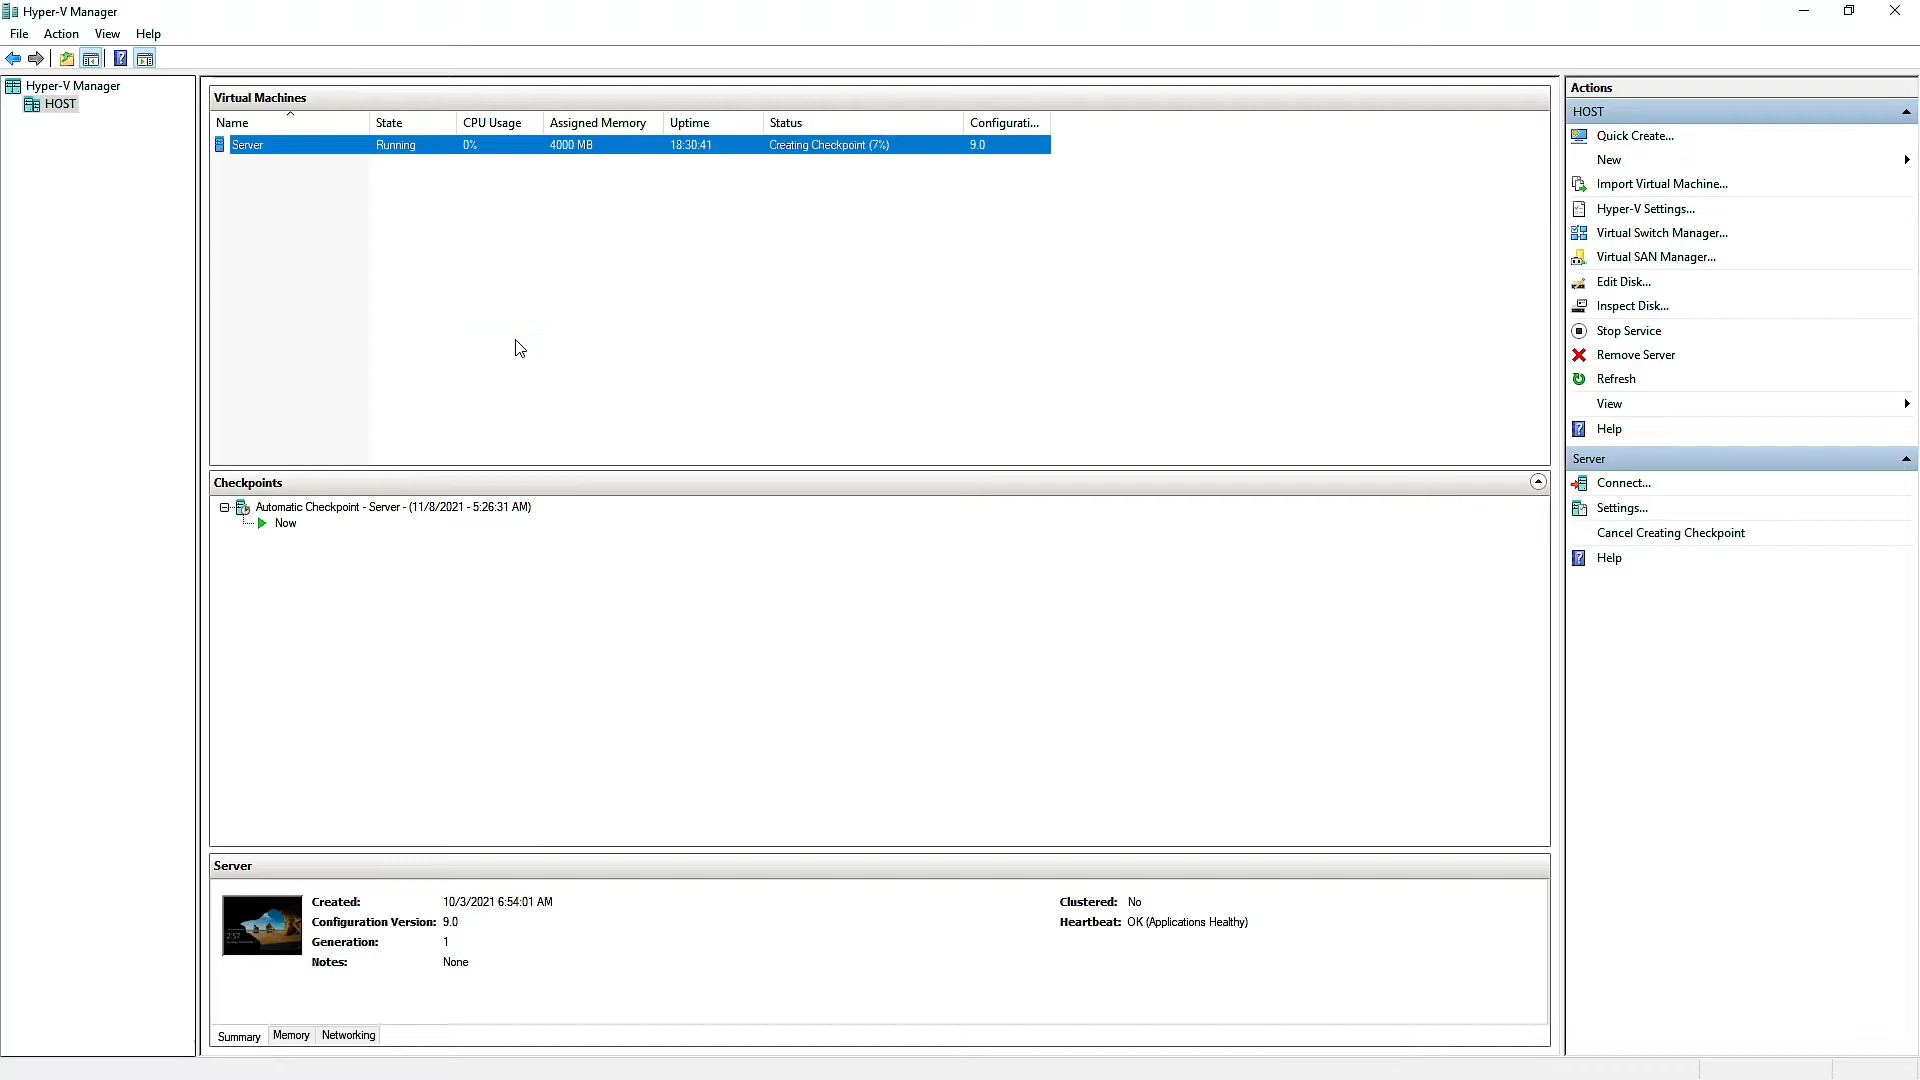 Hyper-V Manager
File Action View Help
Hyper-V Manager
HOST
Virtual Machines
Name State CPU Usage Assigned Memory Uptime Status Configurati...
Server Running 0% 4000 MB 18:30:41 Creating Checkpoint (7%) 9.0
Checkpoints
Automatic Checkpoint - Server - (11/8/2021 - 5:26:31 AM)
Now
Server
Created: 10/3/2021 6:54:01 AM
Configuration Version: 9.0
Generation: 1
Notes: None
Clustered: No
Heartbeat: OK (Applications Healthy)
2:57
Summary Memory Networking
Actions
HOST
Quick Create...
New
Import Virtual Machine...
Hyper-V Settings...
Virtual Switch Manager...
Virtual SAN Manager...
Edit Disk...
Inspect Disk...
Stop Service
Remove Server
Refresh
View
Help
Server
Connect...
Settings...
Cancel Creating Checkpoint
Help